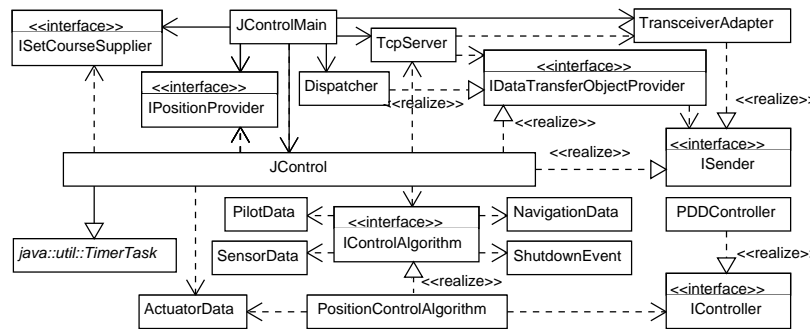 <<interface>>
ISetCourseSupplier
JControlMain
TcpServer
TransceiverAdapter
<<interface>>
IPositionProvider
Dispatcher
<<interface>>
IDataTransferObjectProvider
<<realize>>
<<realize>>
<<realize>>
JControl
<<realize>>
<<interface>>
ISender
PilotData
<<interface>>
IControlAlgorithm
NavigationData
PDDController
java::util::TimerTask
SensorData
ShutdownEvent
<<realize>>
<<realize>>
ActuatorData
PositionControlAlgorithm
<<interface>>
IController